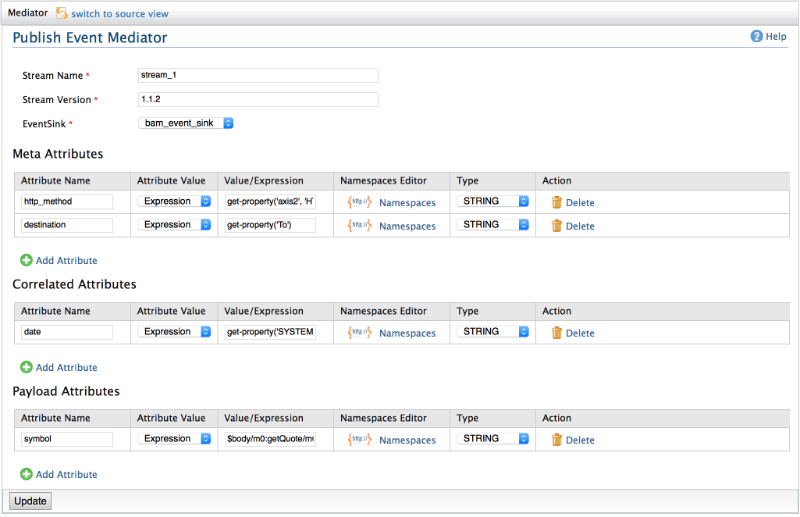 Mediator switch to source view
Publish Event Mediator Help
Stream Name * stream_1
Stream Version * 1.1.2
EventSink * bam_event_sink
Meta Attributes
Attribute Name Attribute Value Value/Expression Namespaces Editor Type Action
http_method Expression get-property('axis2', 'H {http://} Namespaces STRING Delete
destination Expression get-property('To') {http://} Namespaces STRING Delete
Add Attribute
Correlated Attributes
Attribute Name Attribute Value Value/Expression Namespaces Editor Type Action
date Expression get-property('SYSTEM {http://} Namespaces STRING Delete
Add Attribute
Payload Attributes
Attribute Name Attribute Value Value/Expression Namespaces Editor Type Action
symbol Expression $body/m0:getQuote/m {http://} Namespaces STRING Delete
Add Attribute
Update